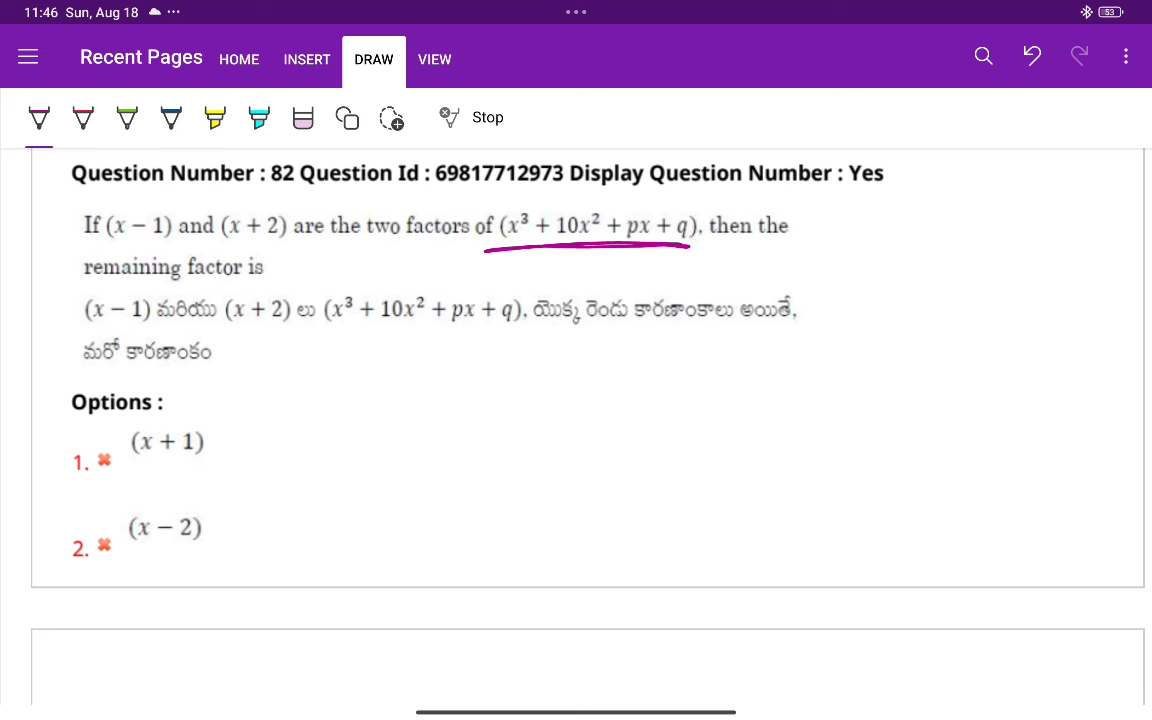 11:46 Sun, Aug 18 53
Recent Pages HOME INSERT DRAW VIEW
Stop
Question Number : 82 Question Id : 69817712973 Display Question Number : Yes
If (x − 1) and (x + 2) are the two factors of (x³ + 10x² + px + q), then the
remaining factor is
(x − 1) మరియు (x + 2) లు (x³ + 10x² + px + q), యొక్క రెండు కారణాంకాలు అయితే,
మరో కారణాంకం
Options :
(x + 1)
1.
(x − 2)
2.